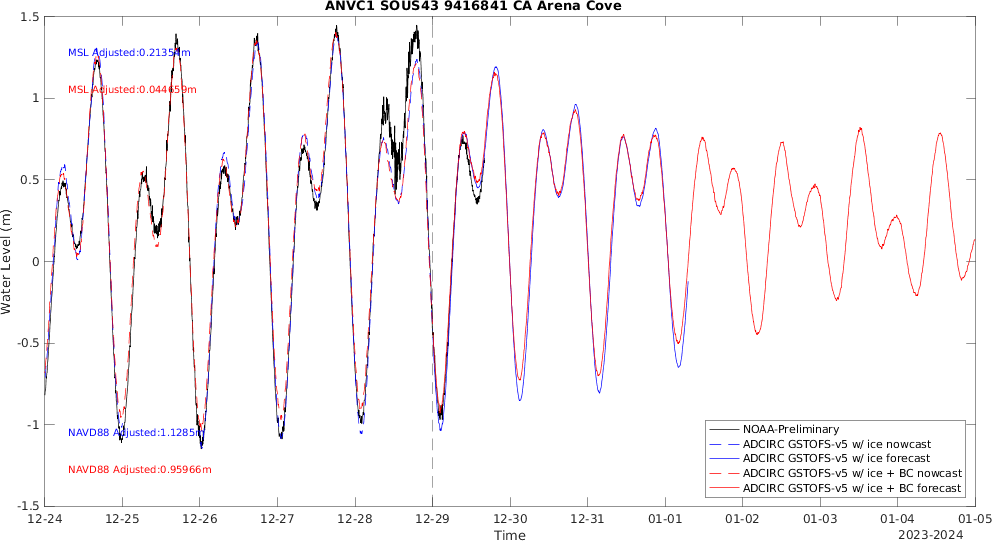 ANVC1 SOUS43 9416841 CA Arena Cove
1.5
1
0.5
0
-0.5
-1
-1.5
Water Level (m)
MSL Adjusted:0.21354m
MSL Adjusted:0.044659m
NAVD88 Adjusted:1.1285m
NAVD88 Adjusted:0.95966m
NOAA-Preliminary
ADCIRC GSTOFS-v5 w/ ice nowcast
ADCIRC GSTOFS-v5 w/ ice forecast
ADCIRC GSTOFS-v5 w/ ice + BC nowcast
ADCIRC GSTOFS-v5 w/ ice + BC forecast
12-24 12-25 12-26 12-27 12-28 12-29 12-30 12-31 01-01 01-02 01-03 01-04 01-05
Time
2023-2024